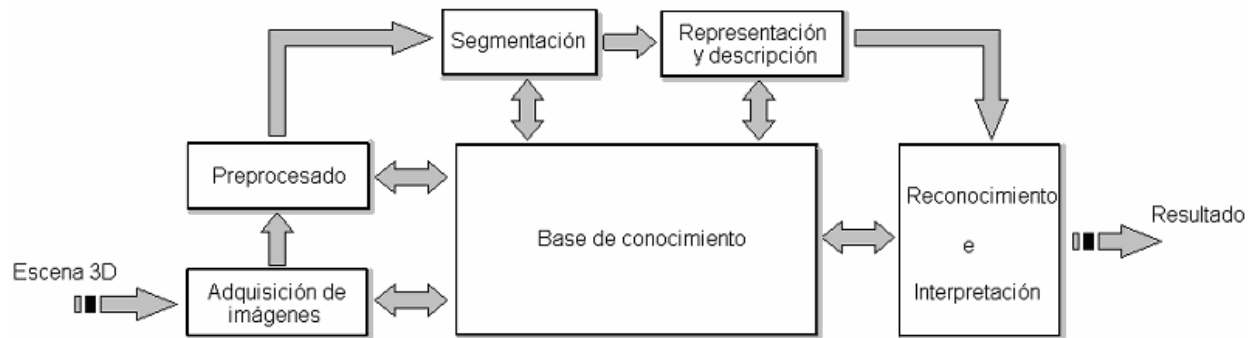 Escena 3D
Adquisición de
imágenes
Preprocesado
Segmentación
Representación
y descripción
Base de conocimiento
Reconocimiento
e
Interpretación
Resultado